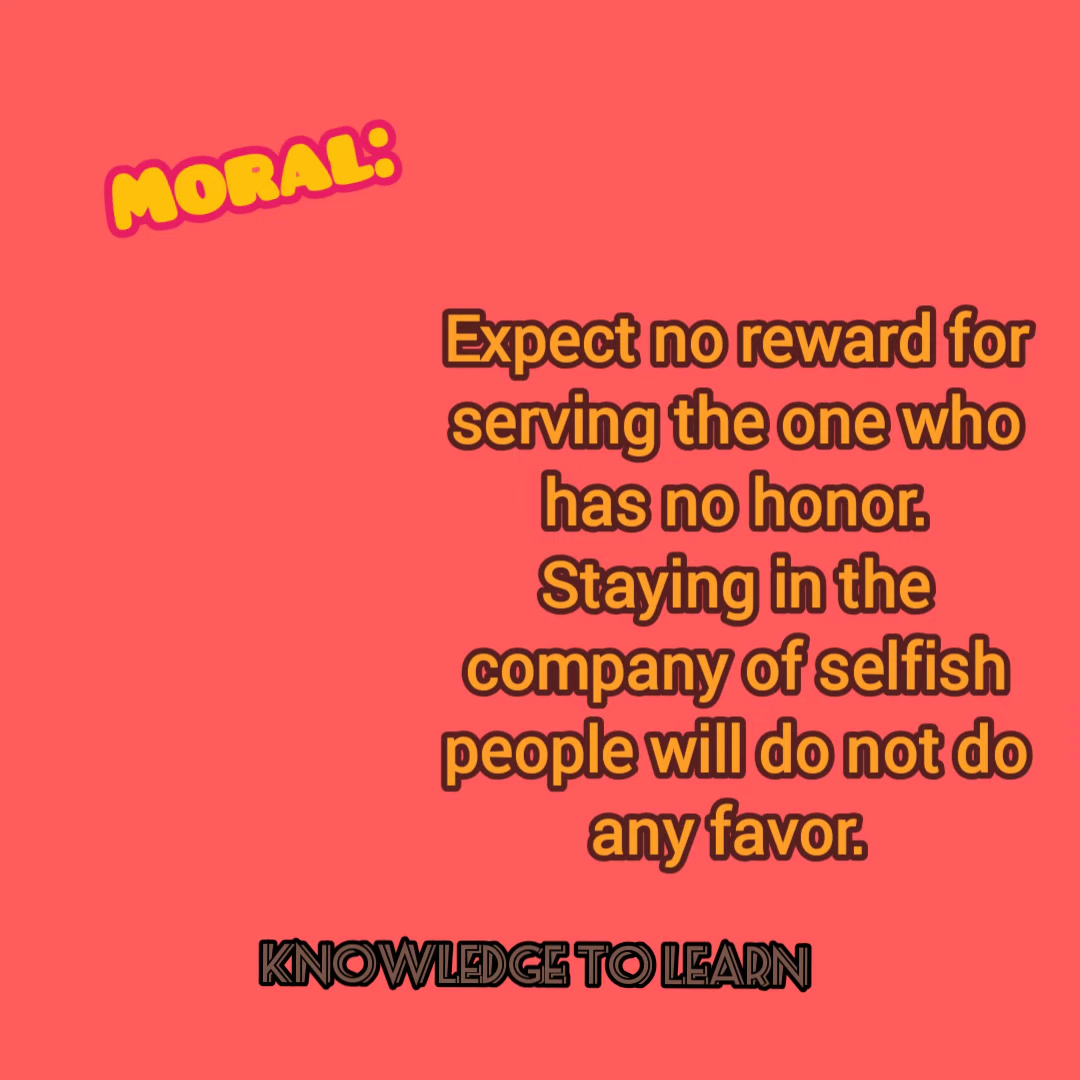 MORAL:
Expect no reward for
serving the one who
has no honor.
Staying in the
company of selfish
people will do not do
any favor.
KNOWLEDGE TO LEARN